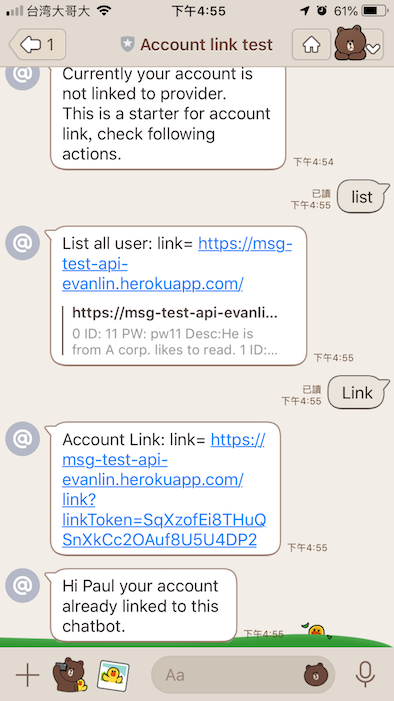 台湾大哥大
下午4:55
61%
1
Account link test
Currently your account is
not linked to provider.
This is a starter for account
link, check following
actions.
下午4:54
已讀
下午4:55
list
List all user: link= https://msg-
test-api-
evanlin.herokuapp.com/
https://msg-test-api-evanli...
0 ID: 11 PW: pw11 Desc:He is
from A corp. likes to read. 1 ID:...
下午4:55
已讀
下午4:55
Link
Account Link: link= https://
msg-test-api-
evanlin.herokuapp.com/
link?
linkToken=SqXzofEi8THuQ
SnXkCc2OAuf8U5U4DP2
下午4:55
Hi Paul your account
already linked to this
chatbot.
下午4:55
Aa